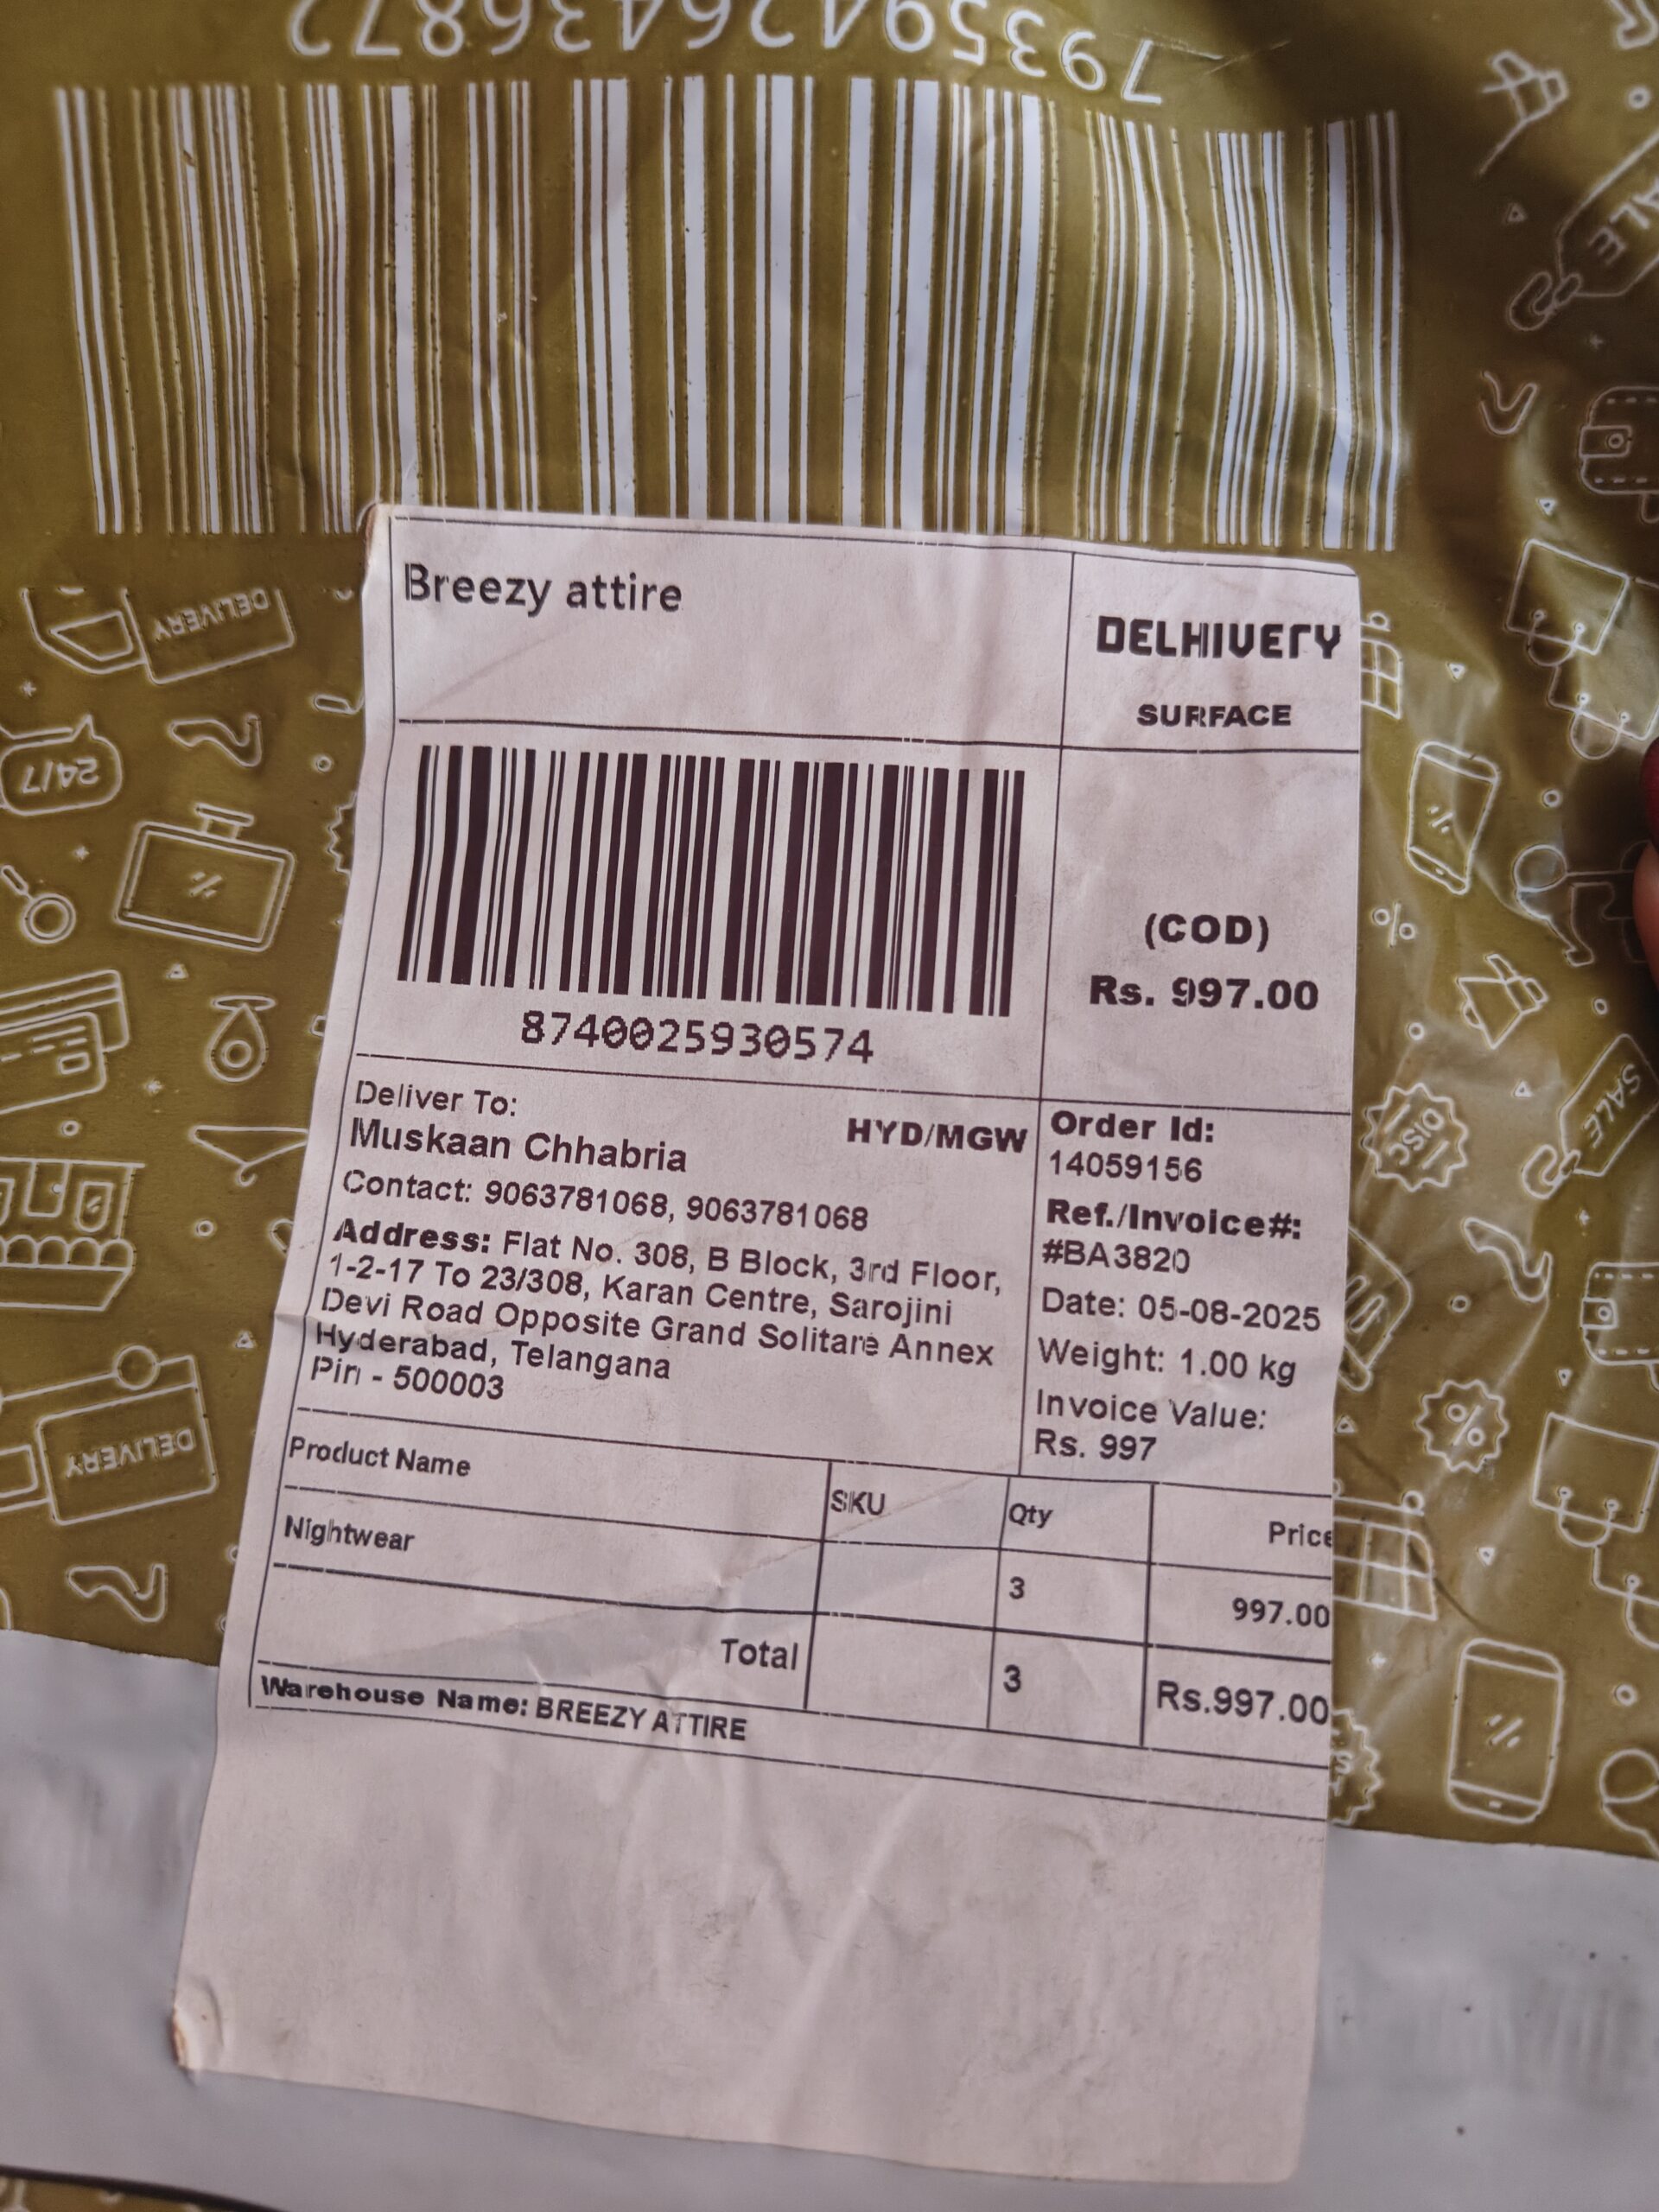 79359426436872
Breezy attire
DELHIVERY
SURFACE
8740025930574
(COD)
Rs. 997.00
Deliver To:
HYD/MGW
Muskaan Chhabria
Contact: 9063781068, 9063781068
Address: Flat No. 308, B Block, 3rd Floor,
1-2-17 To 23/308, Karan Centre, Sarojini
Devi Road Opposite Grand Solitare Annex
Hyderabad, Telangana
Pin - 500003
Order Id:
14059156
Ref./Invoice#:
#BA3820
Date: 05-08-2025
Weight: 1.00 kg
Invoice Value:
Rs. 997
Product Name SKU Qty Price
Nightwear 3 997.00
Total 3 Rs.997.00
Warehouse Name: BREEZY ATTIRE
DELIVERY
24/7
DELIVERY
SALE
DISC